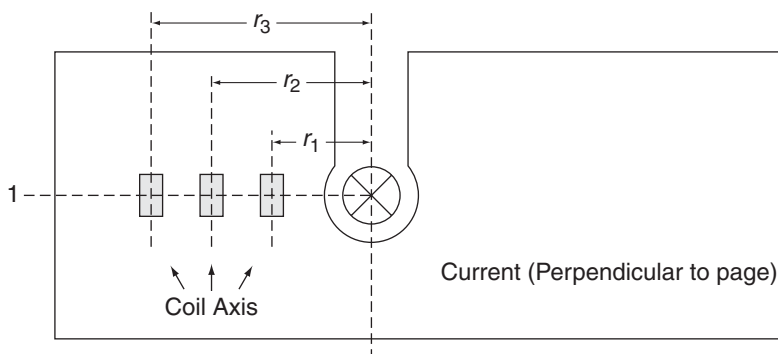 r3
r2
r1
1
Current (Perpendicular to page)
Coil Axis